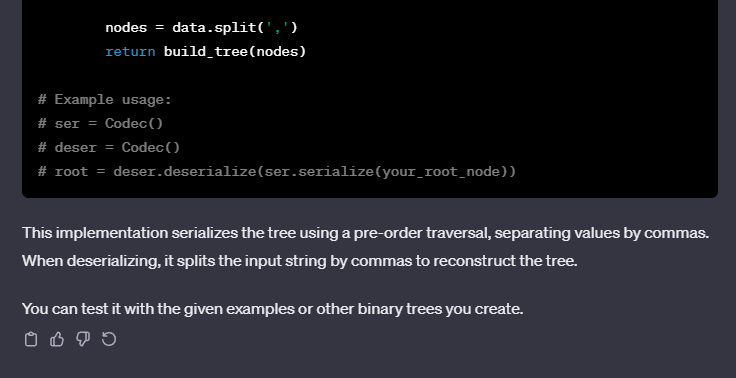 nodes = data.split(',')
return build_tree(nodes)
# Example usage:
# ser = Codec()
# deser = Codec()
# root = deser.deserialize(ser.serialize(your_root_node))
This implementation serializes the tree using a pre-order traversal, separating values by commas.
When deserializing, it splits the input string by commas to reconstruct the tree.
You can test it with the given examples or other binary trees you create.